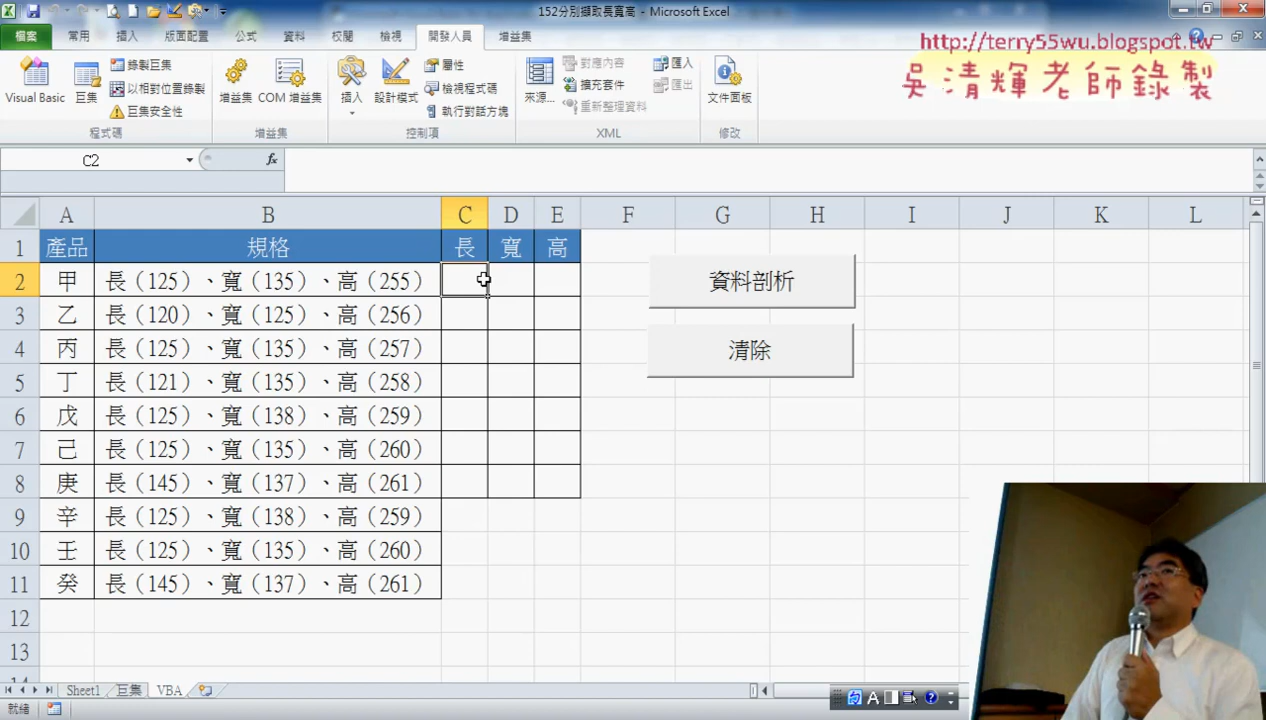 152分別擷取長寬高 - Microsoft Excel
檔案 常用 插入 版面配置 公式 資料 校閱 檢視 開發人員 增益集
http://terry55wu.blogspot.tw
吳清輝老師錄製
Visual Basic 巨集 錄製巨集 以相對位置錄製 巨集安全性 增益集 COM 增益集 插入 設計模式 屬性 檢視程式碼 執行對話方塊 來源... 對應內容 擴充套件 重新整理資料 匯入 匯出 文件面板
程式碼 增益集 控制項 XML 修改
C2 fx
A B C D E F G H I J K L
1 產品 規格 長 寬 高
2 甲 長（125）、寬（135）、高（255）
3 乙 長（120）、寬（125）、高（256）
4 丙 長（125）、寬（135）、高（257）
5 丁 長（121）、寬（135）、高（258）
6 戊 長（125）、寬（138）、高（259）
7 己 長（125）、寬（135）、高（260）
8 庚 長（145）、寬（137）、高（261）
9 辛 長（125）、寬（138）、高（259）
10 壬 長（125）、寬（135）、高（260）
11 癸 長（145）、寬（137）、高（261）
12
13
資料剖析
清除
Sheet1 巨集 VBA
就緒